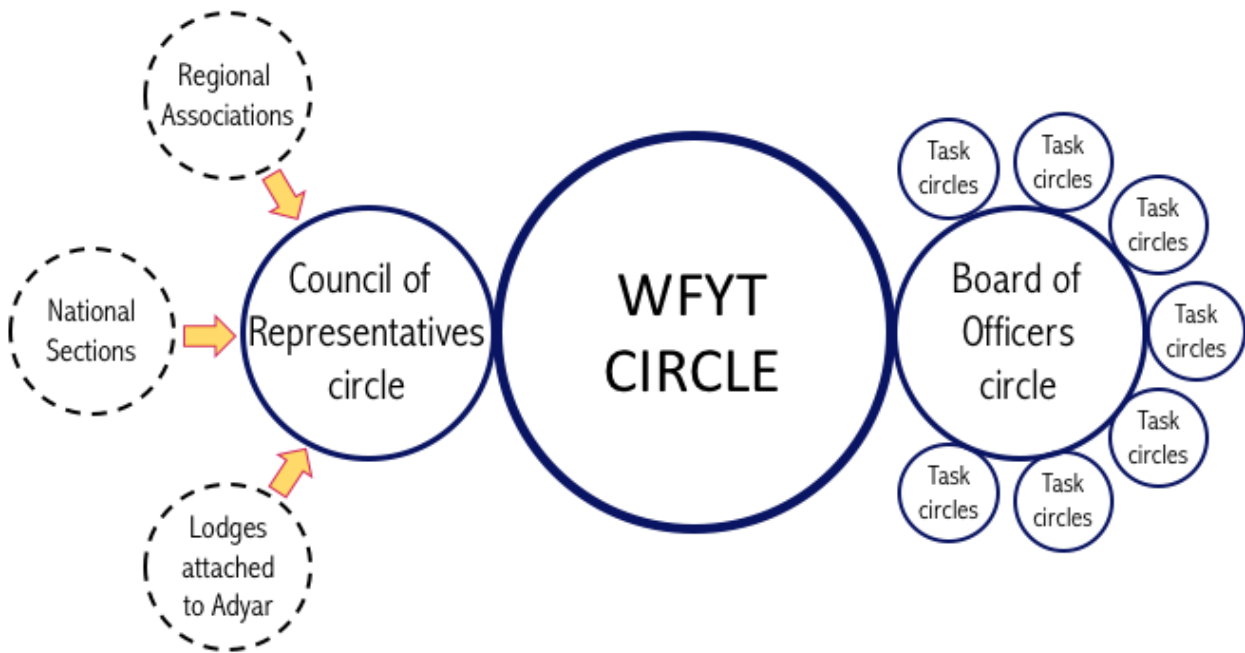 Regional
Associations
National
Sections
Lodges
attached
to Adyar
Council of
Representatives
circle
WFYT
CIRCLE
Board of
Officers
circle
Task
circles
Task
circles
Task
circles
Task
circles
Task
circles
Task
circles
Task
circles